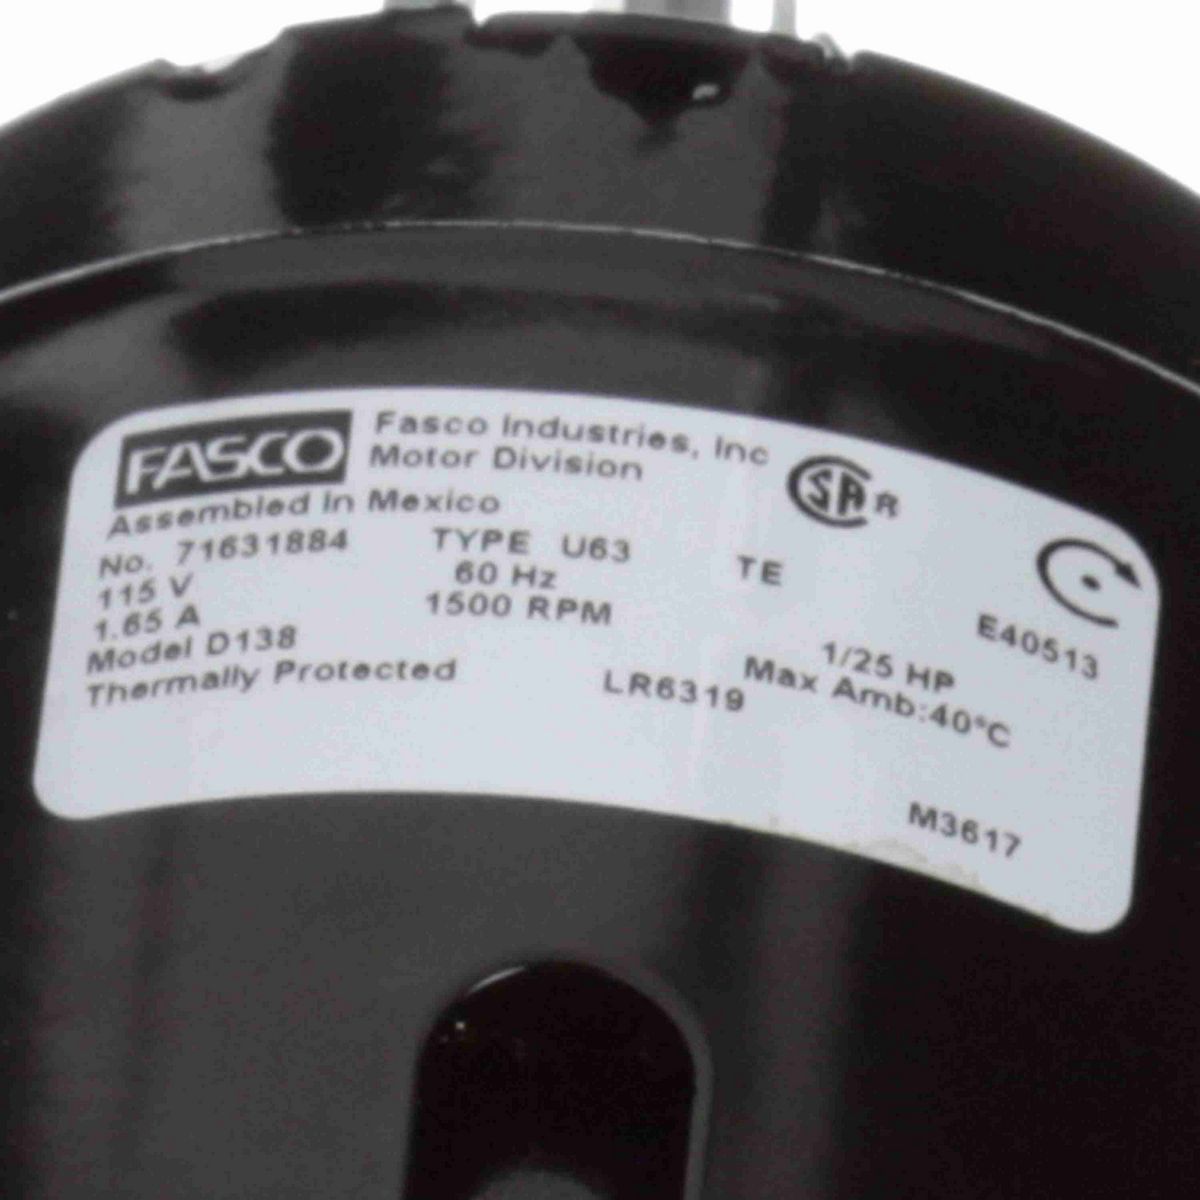 FASCO
Fasco Industries, Inc
Motor Division
Assembled In Mexico
SA R
No. 71631884 TYPE U63 TE
115 V 60 Hz
1.65 A 1500 RPM
E40513
Model D138 1/25 HP
Thermally Protected LR6319 Max Amb:40°C
M3617